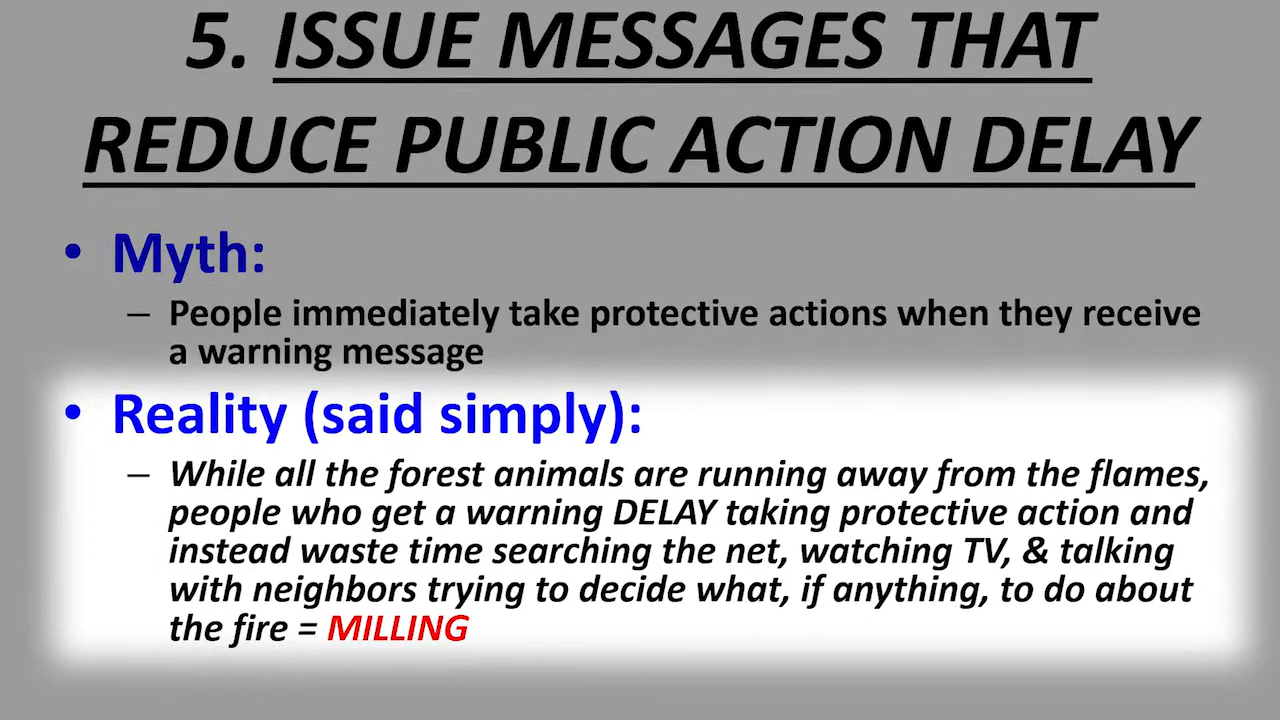 5. ISSUE MESSAGES THAT
REDUCE PUBLIC ACTION DELAY
• Myth:
– People immediately take protective actions when they receive
a warning message
• Reality (said simply):
– While all the forest animals are running away from the flames,
people who get a warning DELAY taking protective action and
instead waste time searching the net, watching TV, & talking
with neighbors trying to decide what, if anything, to do about
the fire = MILLING